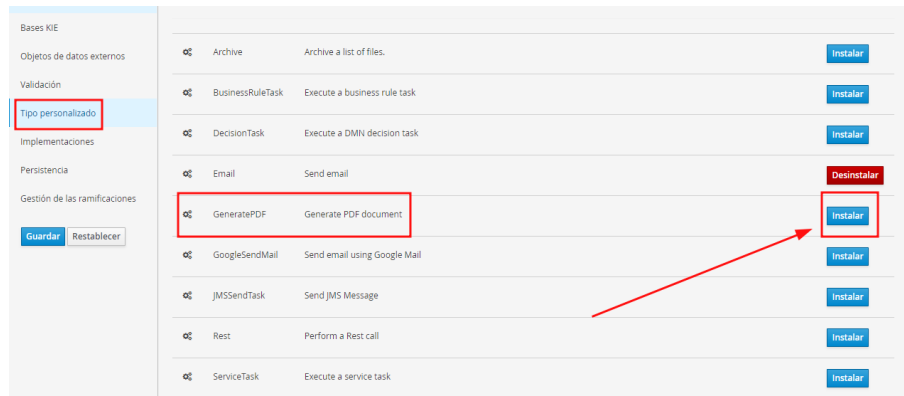 Bases KIE
Objetos de datos externos
Validación
Tipo personalizado
Implementaciones
Persistencia
Gestión de las ramificaciones
Guardar Restablecer
Archive Archive a list of files. Instalar
BusinessRuleTask Execute a business rule task Instalar
DecisionTask Execute a DMN decision task Instalar
Email Send email Desinstalar
GeneratePDF Generate PDF document Instalar
GoogleSendMail Send email using Google Mail Instalar
JMSSendTask Send JMS Message Instalar
Rest Perform a Rest call Instalar
ServiceTask Execute a service task Instalar